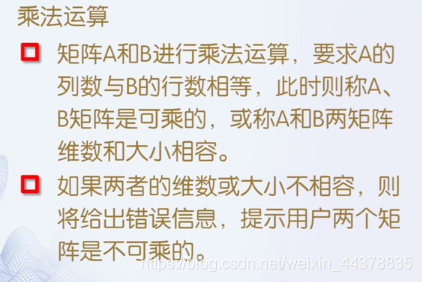 乘法运算
矩阵A和B进行乘法运算，要求A的
列数与B的行数相等，此时则称A、
B矩阵是可乘的，或称A和B两矩阵
维数和大小相容。
如果两者的维数或大小不相容，则
将给出错误信息，提示用户两个矩
阵是不可乘的。
https://blog.csdn.net/weixin_44378835